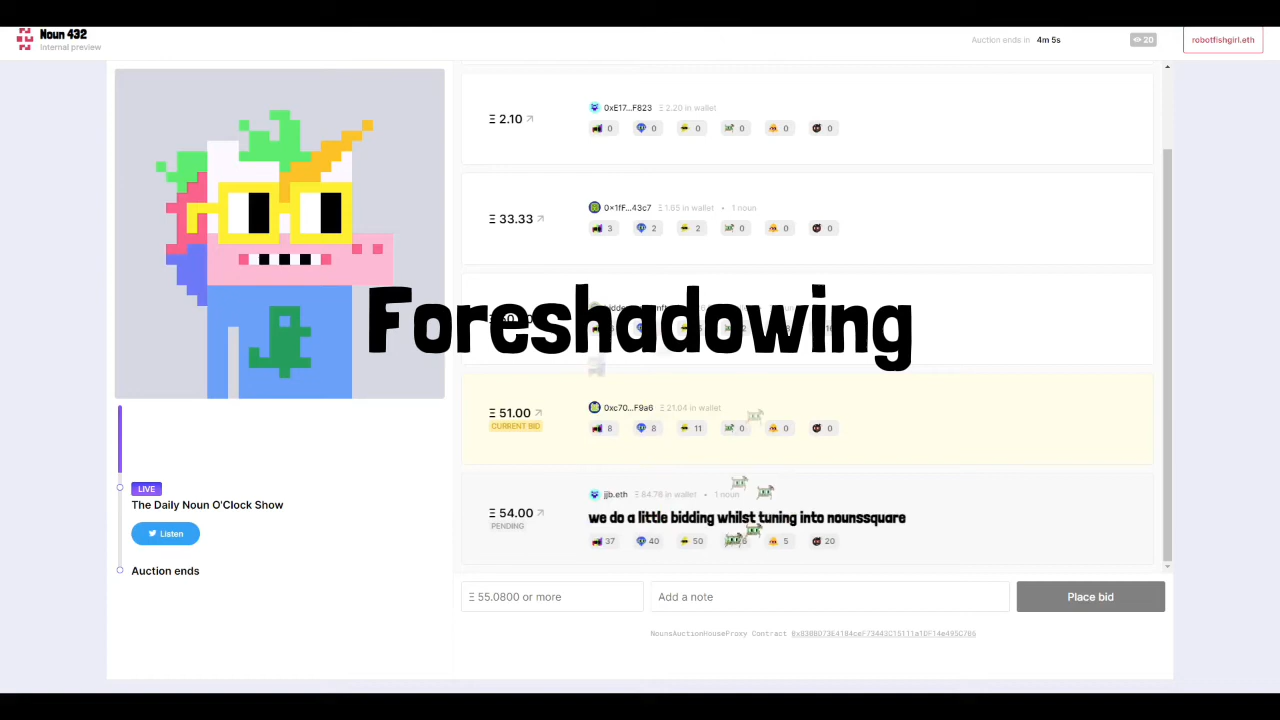 Noun 432
Internal preview
Auction ends in 4m 5s
20
robotfishgirl.eth
Ξ 2.10
0xE17...F823 Ξ 2.20 in wallet
0 0 0 0 0 0
Ξ 33.33
0x1fF...43c7 Ξ 1.65 in wallet • 1 noun
3 2 2 0 0 0
Foreshadowing
Ξ 51.00
CURRENT BID
0xc70...F9a6 Ξ 21.04 in wallet
8 8 11 0 0 0
LIVE
The Daily Noun O'Clock Show
Listen
Auction ends
Ξ 54.00
PENDING
jjb.eth Ξ 84.78 in wallet • 1 noun
we do a little bidding whilst tuning into nounssquare
37 40 50 5 20
Ξ 55.0800 or more
Add a note
Place bid
NounsAuctionHouseProxy Contract